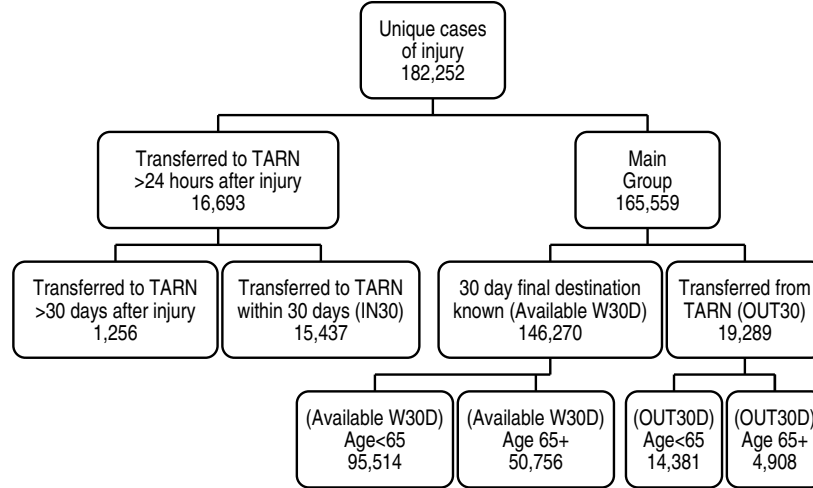 Unique cases
of injury
182,252
Transferred to TARN
>24 hours after injury
16,693
Main
Group
165,559
Transferred to TARN
>30 days after injury
1,256
Transferred to TARN
within 30 days (IN30)
15,437
30 day final destination
known (Available W30D)
146,270
Transferred from
TARN (OUT30)
19,289
(Available W30D)
Age<65
95,514
(Available W30D)
Age 65+
50,756
(OUT30D)
Age<65
14,381
(OUT30D)
Age 65+
4,908